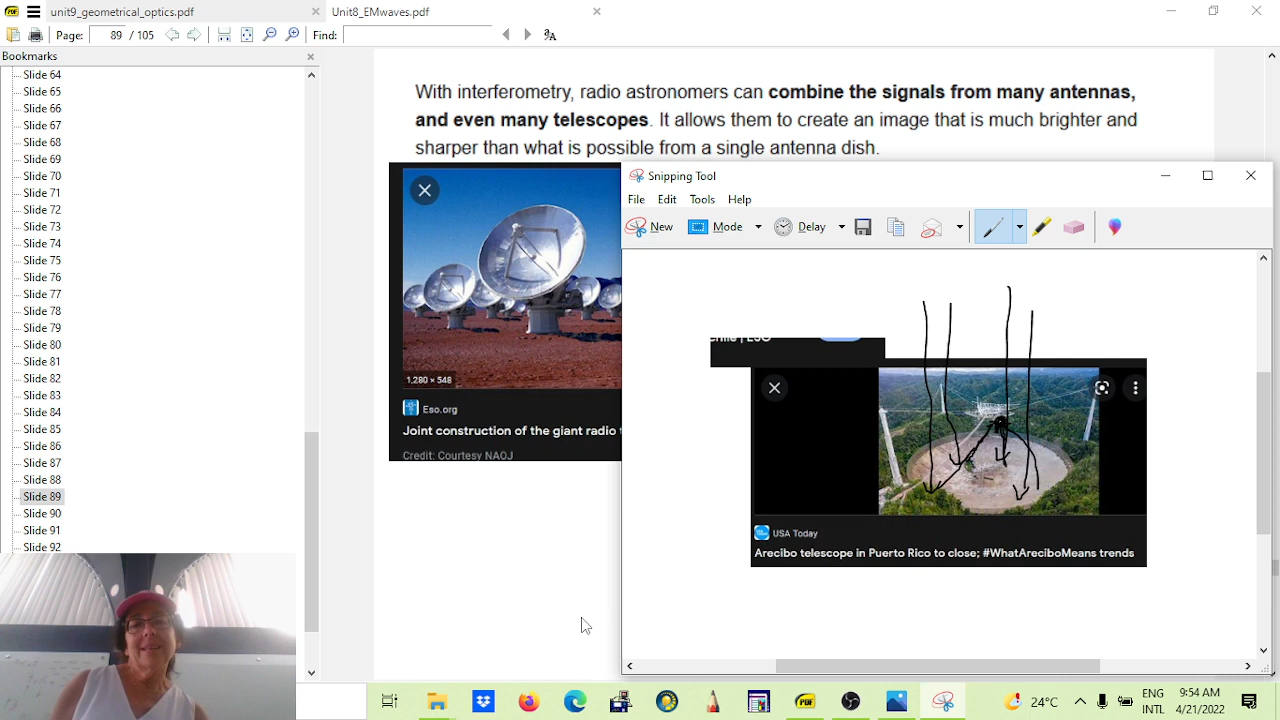 unit9_geometrical_optics.pdf
Unit8_EMwaves.pdf
Page: 89 / 105
Find:
Bookmarks
Slide 64
Slide 65
Slide 66
Slide 67
Slide 68
Slide 69
Slide 70
Slide 71
Slide 72
Slide 73
Slide 74
Slide 75
Slide 76
Slide 77
Slide 78
Slide 79
Slide 80
Slide 81
Slide 82
Slide 83
Slide 84
Slide 85
Slide 86
Slide 87
Slide 88
Slide 89
Slide 90
Slide 91
Slide 92
With interferometry, radio astronomers can combine the signals from many antennas,
and even many telescopes. It allows them to create an image that is much brighter and
sharper than what is possible from a single antenna dish.
1,280 × 548
Eso.org
Joint construction of the giant radio
Credit: Courtesy NAOJ
Snipping Tool
File Edit Tools Help
New Mode Delay
| ESO
USA Today
Arecibo telescope in Puerto Rico to close; #WhatAreciboMeans trends
PDF
24°C
ENG
INTL
9:54 AM
4/21/2022